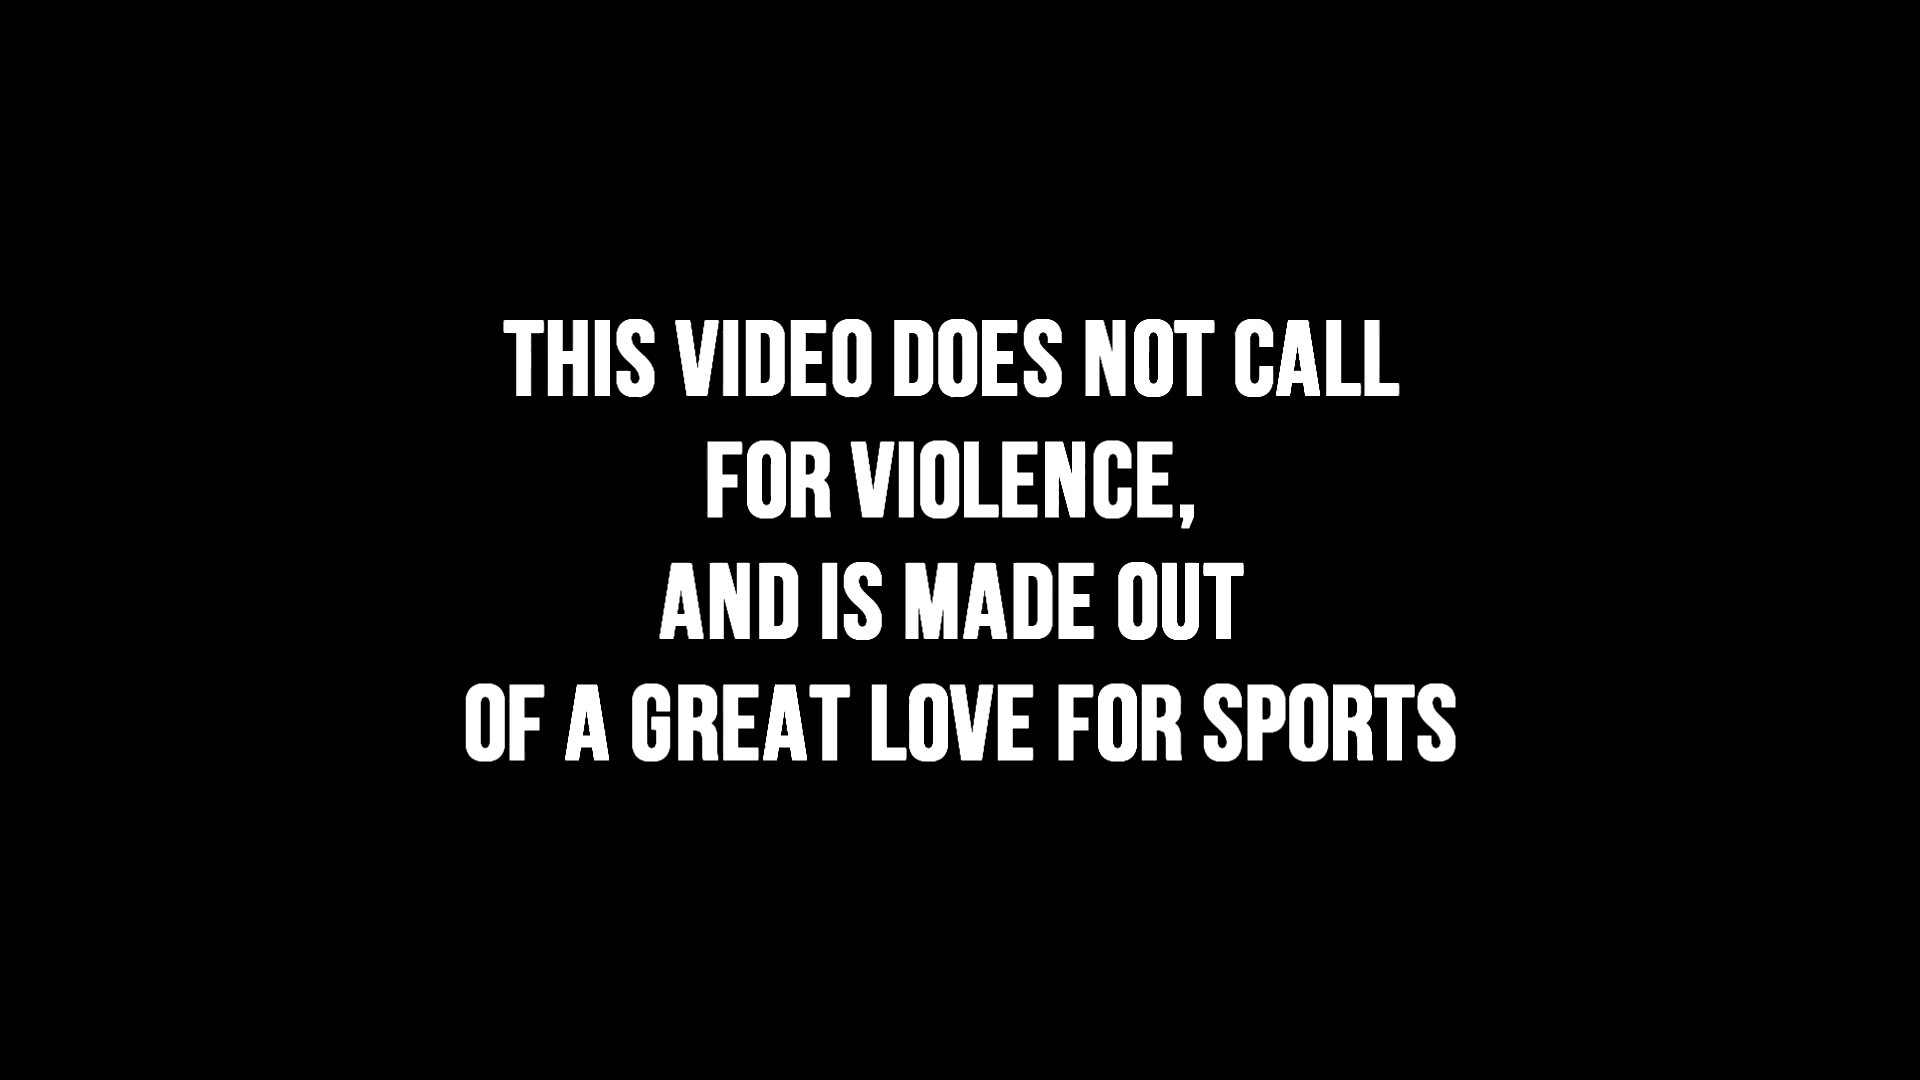 THIS VIDEO DOES NOT CALL
FOR VIOLENCE,
AND IS MADE OUT
OF A GREAT LOVE FOR SPORTS